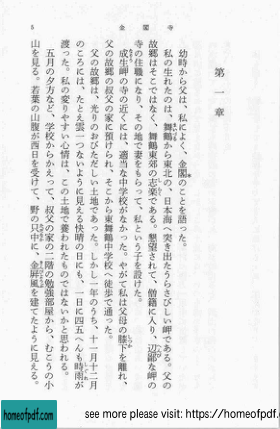 5 金閣寺
第一章
幼時から父は、私によく、金閣のことを語った。
私の生れたのは、舞鶴から東北の、日本海へ突き出たうらさびしい岬である。父の
故郷はそこではなく、舞鶴東郊の志楽である。懇望されて、僧籍に入り、辺鄙な岬の
寺の住職になり、その地で妻をもらって、私という子を設けた。
成生岬の寺の近くには、適当な中学校がなかった。やがて私は父母の膝下を離れ、
父の故郷の叔父の家に預けられ、そこから東舞鶴中学校へ徒歩で通った。
父の故郷は、光りのおびただしい土地であった。しかし一年のうち、十一月十二月
のころには、たとえ雲一つないように見える快晴の日にも、一日に四五へんも時雨が
渡った。私の変りやすい心情は、この土地で養われたものではないかと思われる。
五月の夕方など、学校からかえって、叔父の家の二階の勉強部屋から、むこうの小
山を見る。若葉の山腹が西日を受けて、野の只中に、金屏風を建てたように見える。
homeofpdf.com
see more please visit: https://homeofpdf.com